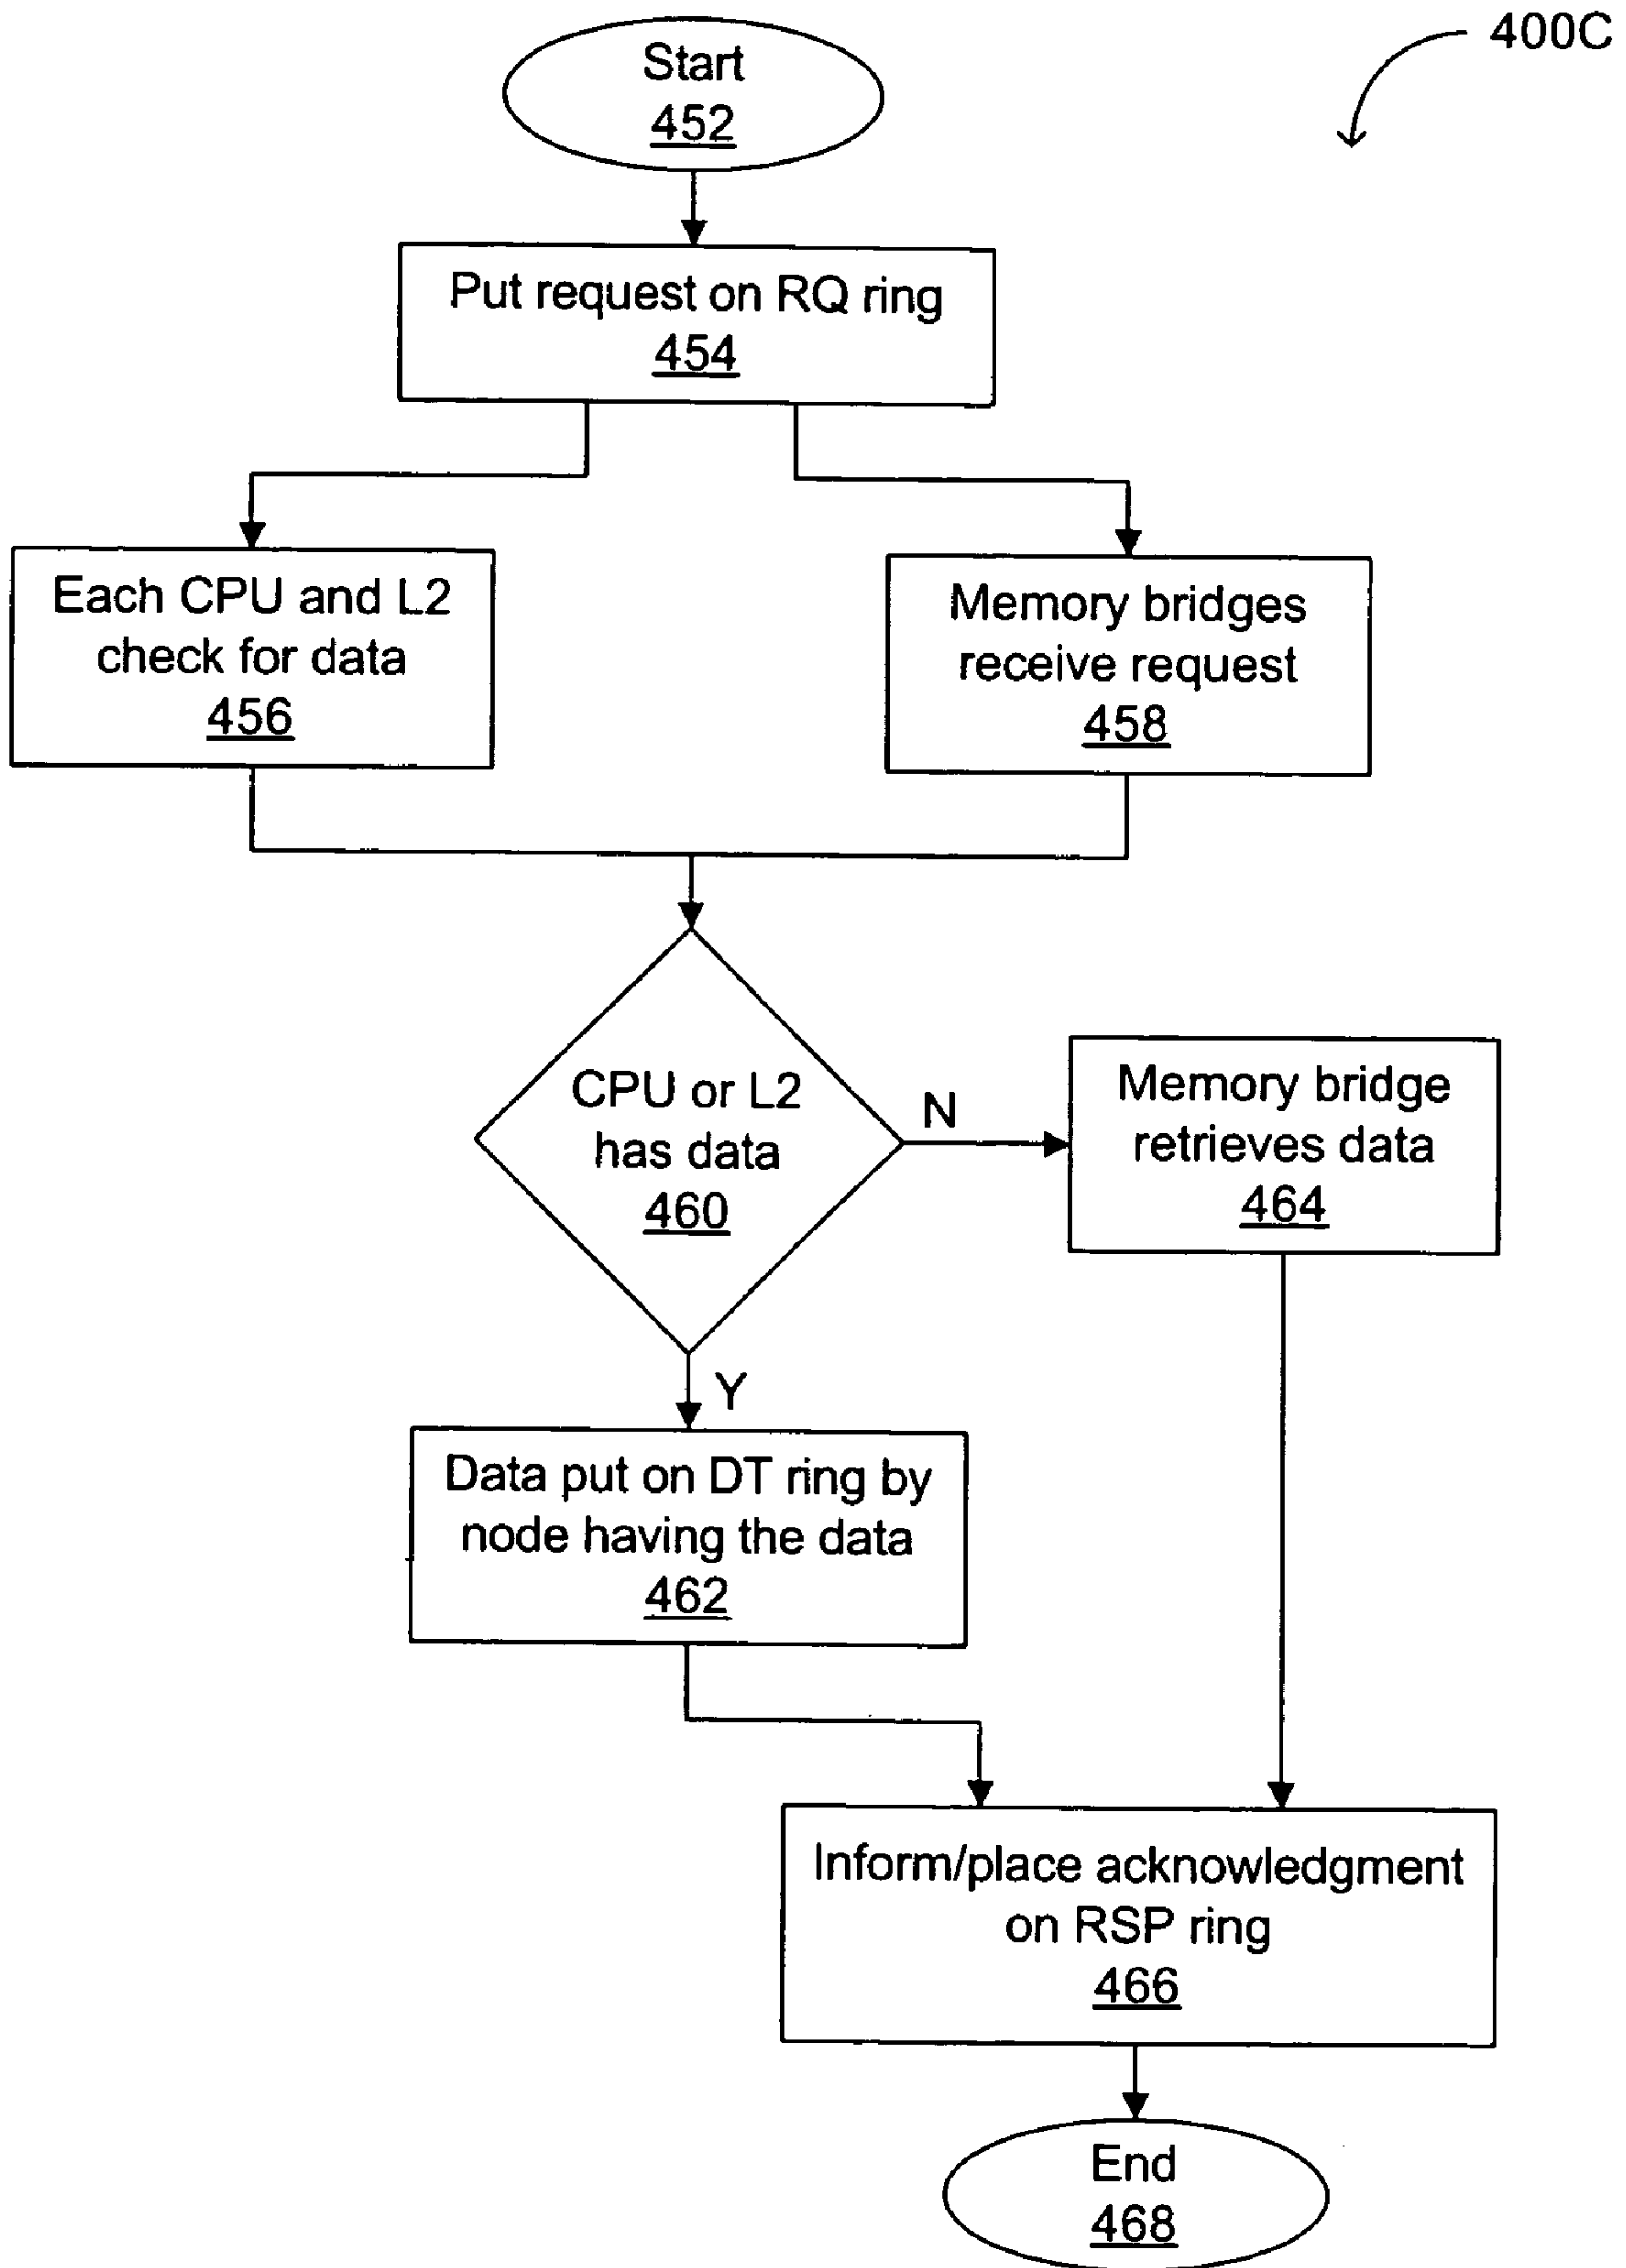 400C
Start
452
Put request on RQ ring
454
Each CPU and L2
check for data
456
Memory bridges
receive request
458
CPU or L2
has data
460
N
Memory bridge
retrieves data
464
Y
Data put on DT ring by
node having the data
462
Inform/place acknowledgment
on RSP ring
466
End
468